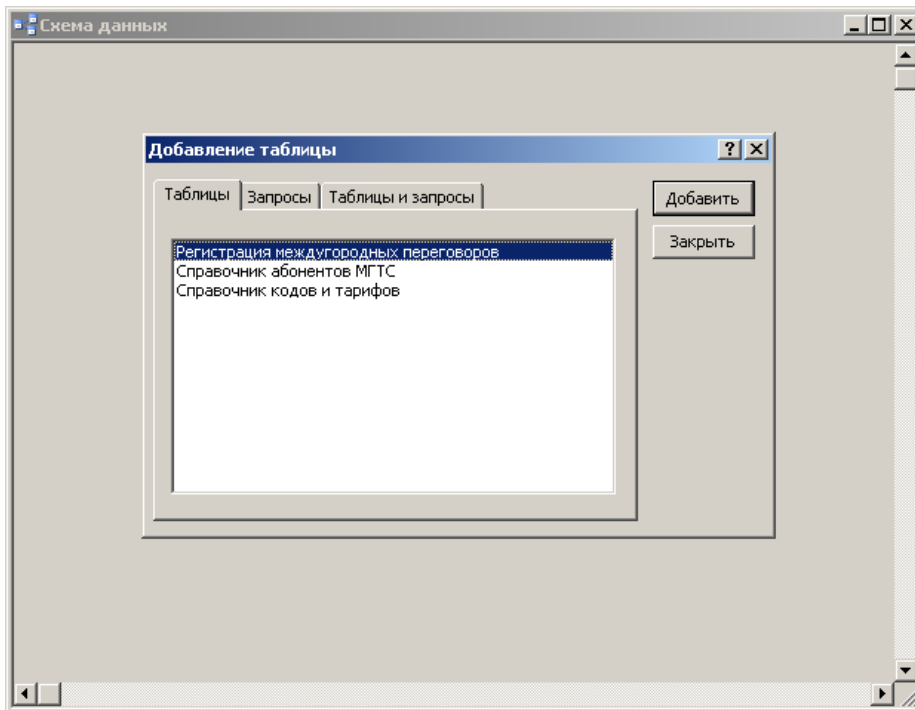 Схема данных
Добавление таблицы
Таблицы Запросы Таблицы и запросы
Добавить
Закрыть
Регистрация междугородных переговоров
Справочник абонентов МГТС
Справочник кодов и тарифов